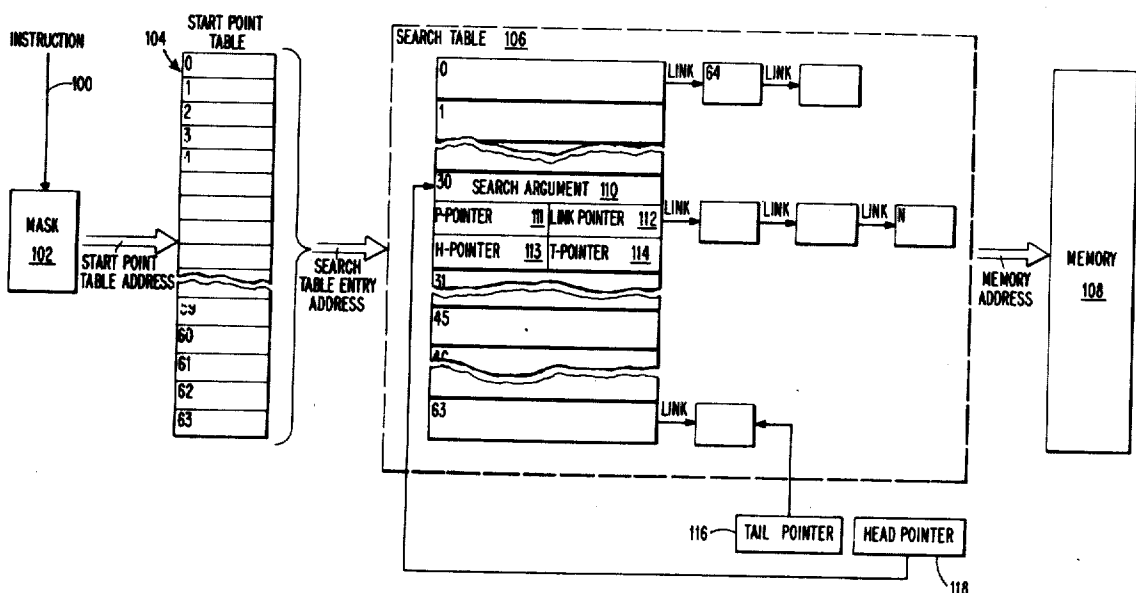 INSTRUCTION
100
MASK
102
START POINT
TABLE ADDRESS
START POINT
TABLE
104
0
1
2
3
60
61
62
63
SEARCH
TABLE ENTRY
ADDRESS
SEARCH TABLE 106
0
LINK
64
LINK
1
30
SEARCH ARGUMENT 110
P-POINTER 111
LINK POINTER 112
H-POINTER 113
T-POINTER 114
LINK
LINK
LINK
N
31
45
63
LINK
MEMORY
ADDRESS
MEMORY
108
116
TAIL POINTER
HEAD POINTER
118